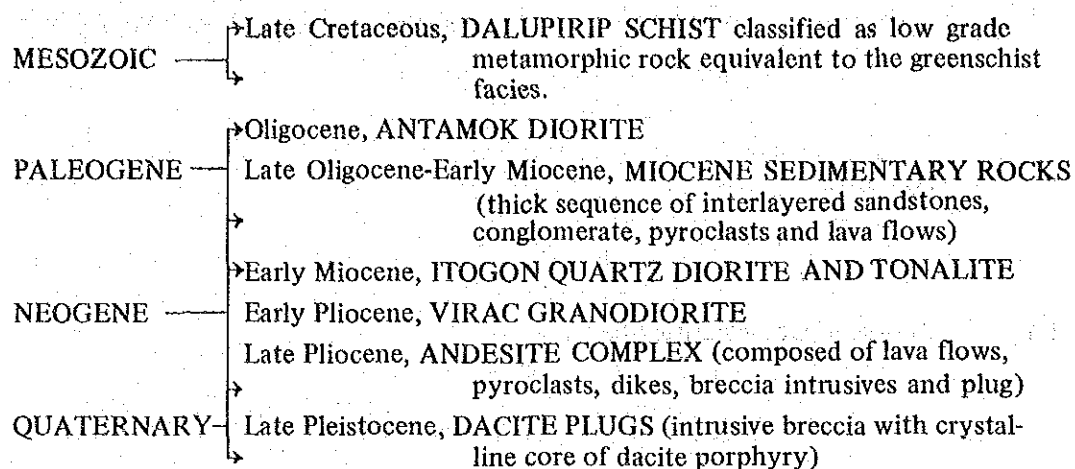 Late Cretaceous, DALUPIRIP SCHIST classified as low grade
MESOZOIC
metamorphic rock equivalent to the greenschist
facies.
Oligocene, ANTAMOK DIORITE
PALEOGENE
Late Oligocene-Early Miocene, MIOCENE SEDIMENTARY ROCKS
(thick sequence of interlayered sandstones,
conglomerate, pyroclasts and lava flows)
Early Miocene, ITOGON QUARTZ DIORITE AND TONALITE
NEOGENE
Early Pliocene, VIRAC GRANODIORITE
Late Pliocene, ANDESITE COMPLEX (composed of lava flows,
pyroclasts, dikes, breccia intrusives and plug)
QUATERNARY
Late Pleistocene, DACITE PLUGS (intrusive breccia with crystal-
line core of dacite porphyry)